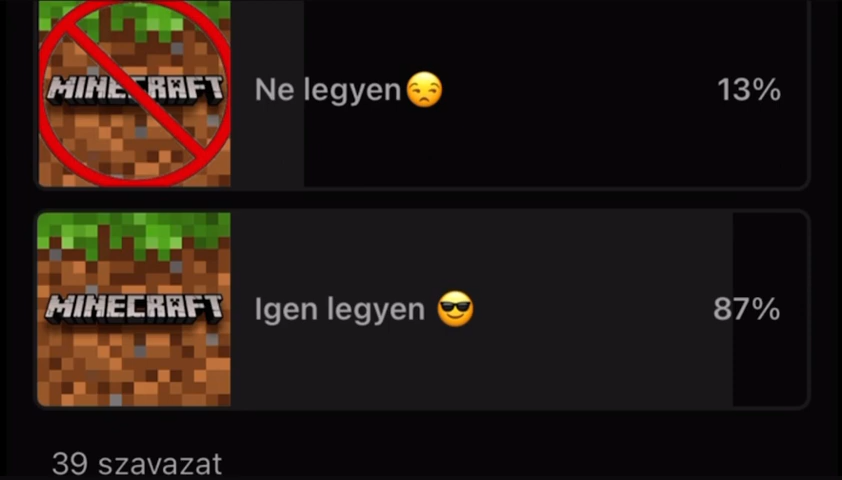 MINECRAFT
Ne legyen😒 13%
MINECRAFT
Igen legyen 😎 87%
39 szavazat